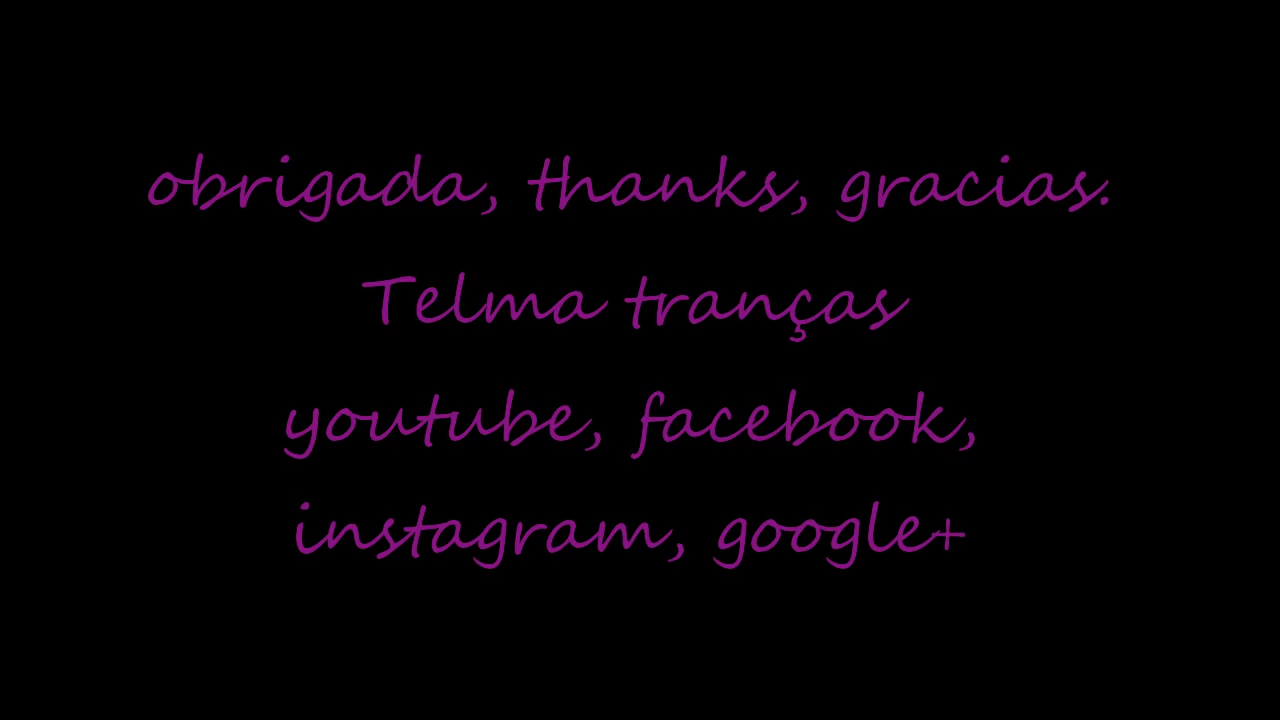 obrigada, thanks, gracias.
Telma tranças
youtube, facebook,
instagram, google+